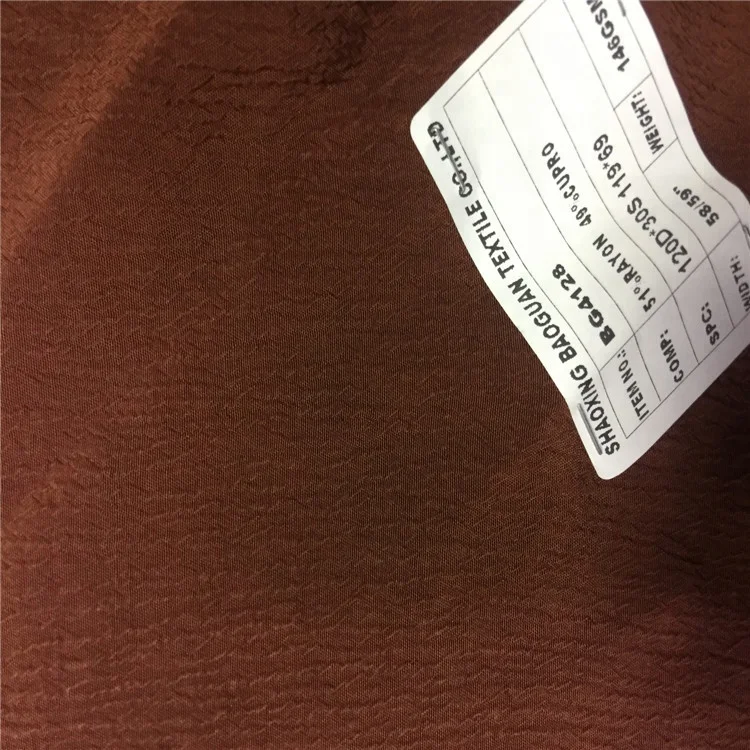 SHAOXING BAOGUAN TEXTILE CO.,LTD
ITEM NO.: BG4128
COMP: 51%RAYON 49%CUPRO
SPC: 120D*30S 119*69
WIDTH: 58/59" WEIGHT: 146GSM